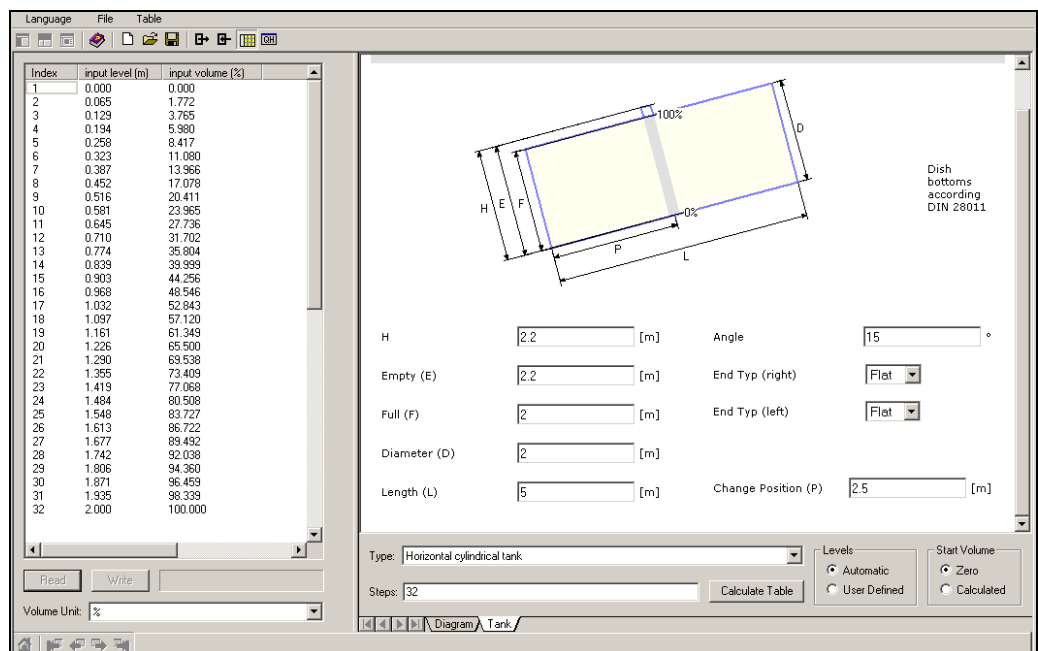 Language File Table
QH
Index input level (m) input volume (%)
1 0.000 0.000
2 0.065 1.772
3 0.129 3.765
4 0.194 5.980
5 0.258 8.417
6 0.323 11.080
7 0.387 13.966
8 0.452 17.078
9 0.516 20.411
10 0.581 23.965
11 0.645 27.736
12 0.710 31.702
13 0.774 35.804
14 0.839 39.999
15 0.903 44.256
16 0.968 48.546
17 1.032 52.843
18 1.097 57.120
19 1.161 61.349
20 1.226 65.500
21 1.290 69.538
22 1.355 73.409
23 1.419 77.068
24 1.484 80.508
25 1.548 83.727
26 1.613 86.722
27 1.677 89.492
28 1.742 92.038
29 1.806 94.360
30 1.871 96.459
31 1.935 98.339
32 2.000 100.000
Read Write
Volume Unit: %
100%
D
H E F
0%
P
L
Dish
bottoms
according
DIN 28011
H 2.2 [m] Angle 15 °
Empty (E) 2.2 [m] End Typ (right) Flat
Full (F) 2 [m] End Typ (left) Flat
Diameter (D) 2 [m]
Length (L) 5 [m] Change Position (P) 2.5 [m]
Type: Horizontal cylindrical tank
Steps: 32 Calculate Table
Levels
Automatic
User Defined
Start Volume
Zero
Calculated
Diagram Tank